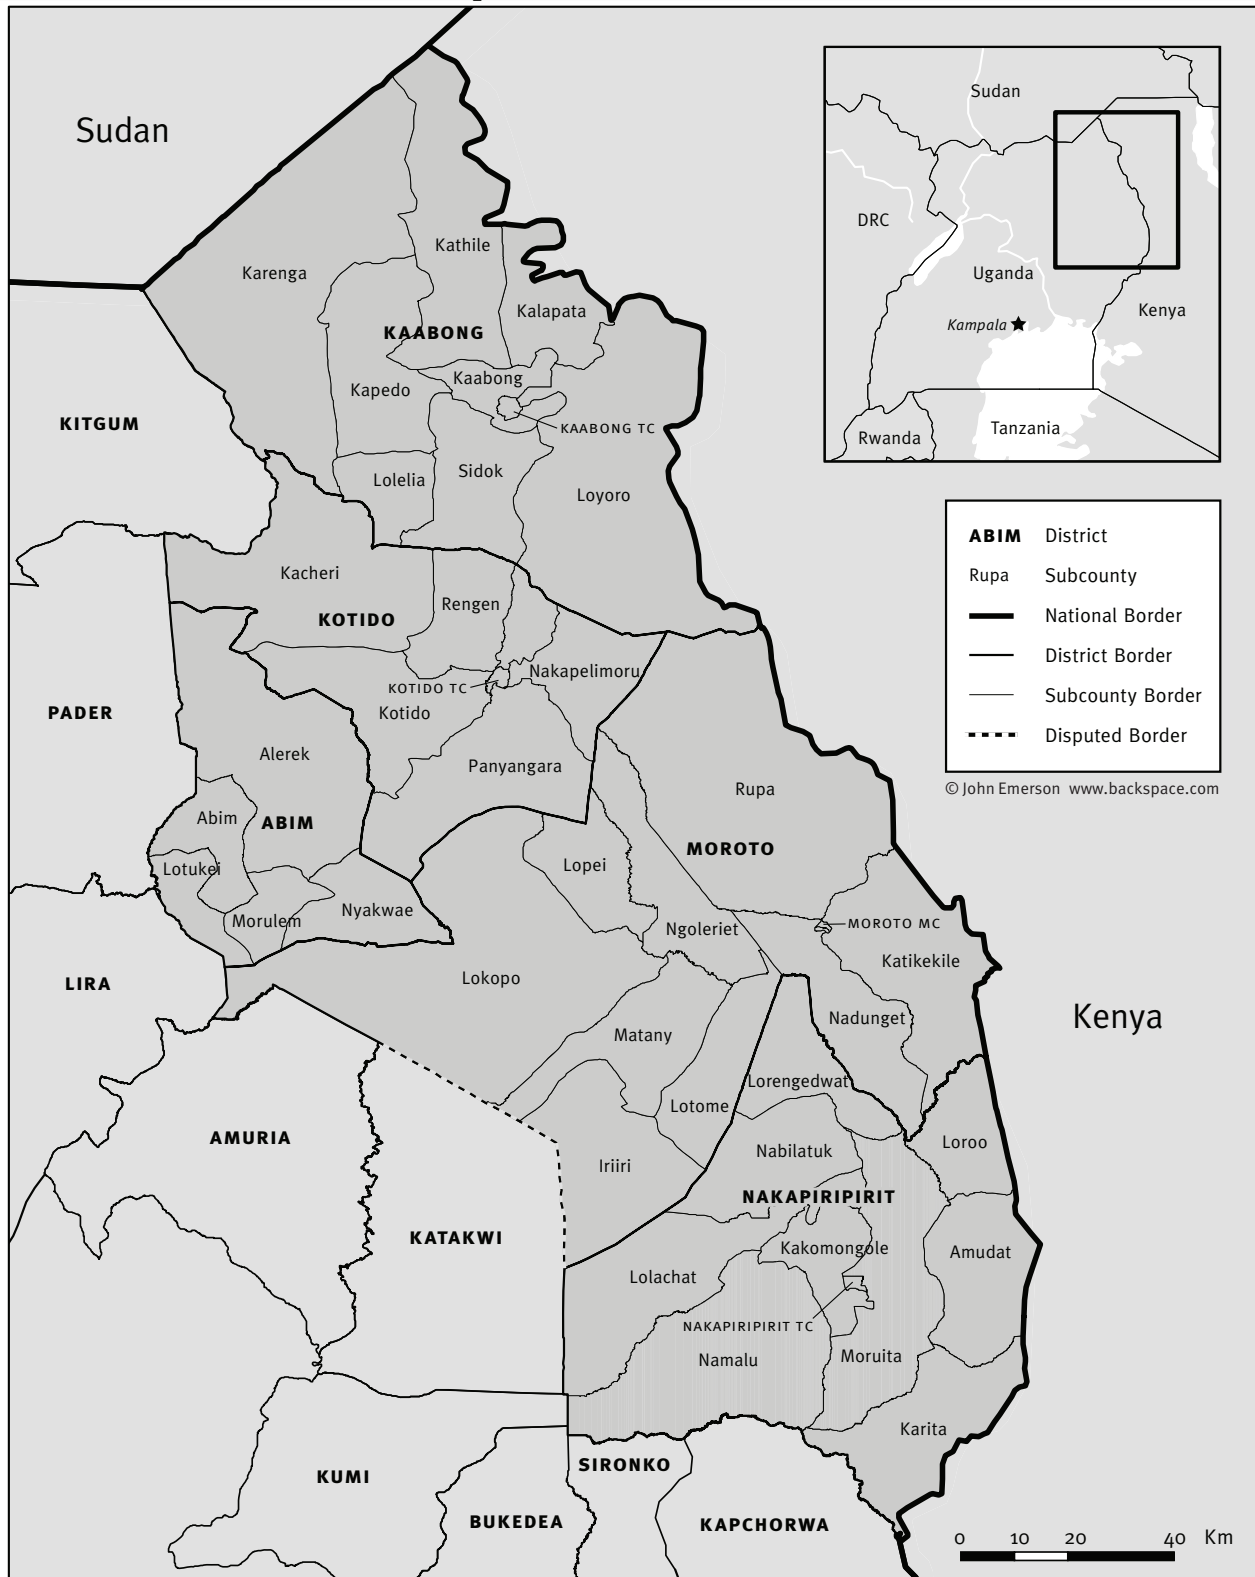 Sudan
Karenga
Kathile
Kalapata
KAABONG
Kaabong
Kapedo
KAABONG TC
KITGUM
Lolelia
Sidok
Loyoro
Kacheri
Rengen
KOTIDO
Nakapelimoru
KOTIDO TC
Kotido
PADER
Alerek
Panyangara
Rupa
Abim
ABIM
MOROTO
Lotukei
Lopei
Morulem
Nyakwae
Ngoleriet
MOROTO MC
Katikekile
LIRA
Lokopo
Nadunget
Kenya
Matany
Lorengedwat
Lotome
AMURIA
Loroo
Nabilatuk
Iriiri
NAKAPIRIPIRIT
KATAKWI
Kakomongole
Amudat
Lolachat
NAKAPIRIPIRIT TC
Namalu
Moruita
Karita
SIRONKO
KUMI
BUKEDEA
KAPCHORWA
Sudan
DRC
Uganda
Kampala
Kenya
Rwanda
Tanzania
ABIM District
Rupa Subcounty
National Border
District Border
Subcounty Border
Disputed Border
© John Emerson www.backspace.com
0 10 20 40 Km